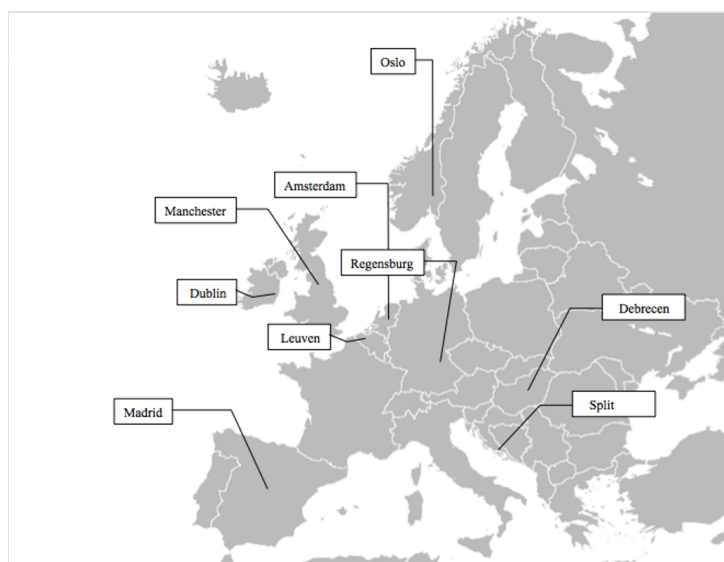 Oslo
Amsterdam
Manchester
Regensburg
Dublin
Debrecen
Leuven
Split
Madrid